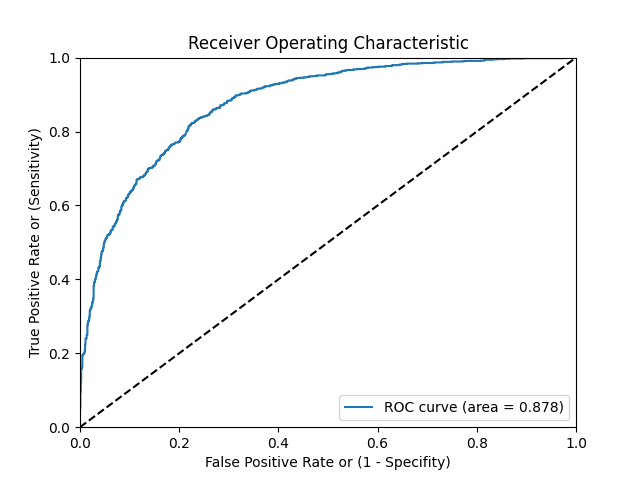 Receiver Operating Characteristic
1.0
0.8
0.6
0.4
0.2
0.0
True Positive Rate or (Sensitivity)
ROC curve (area = 0.878)
0.0 0.2 0.4 0.6 0.8 1.0
False Positive Rate or (1 - Specifity)